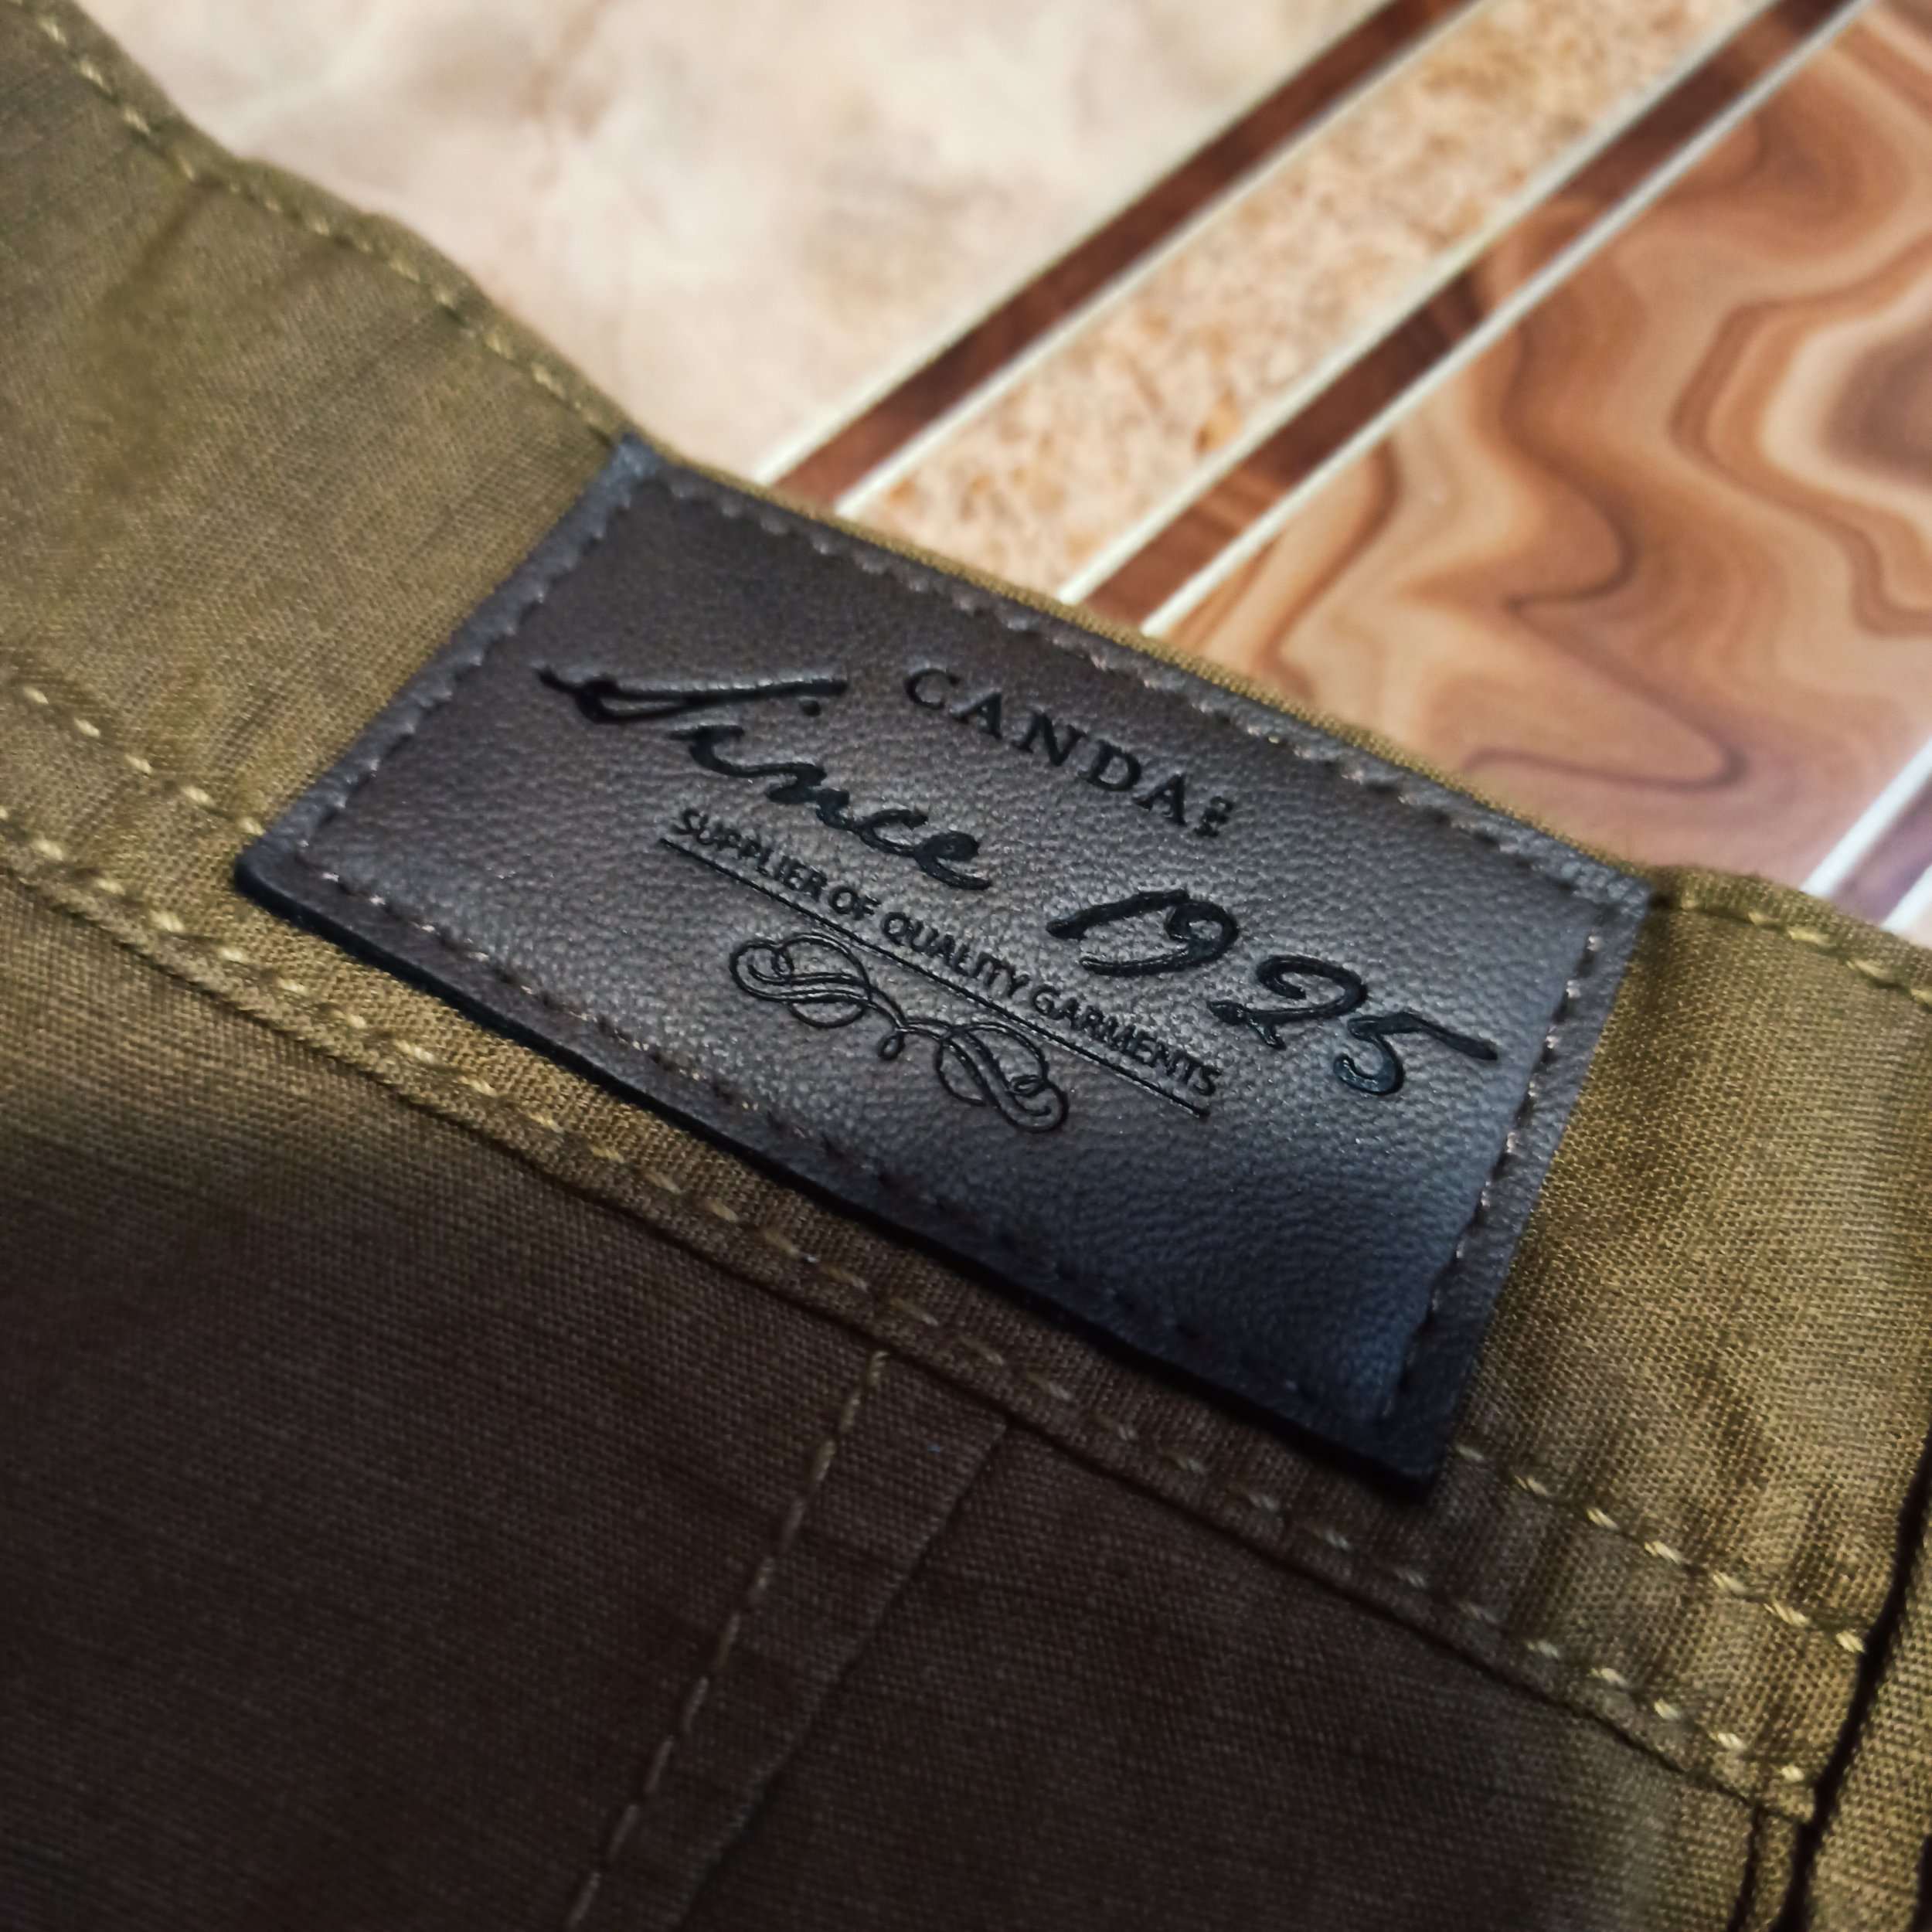 CANDA
Since 1925
SUPPLIER OF QUALITY GARMENTS